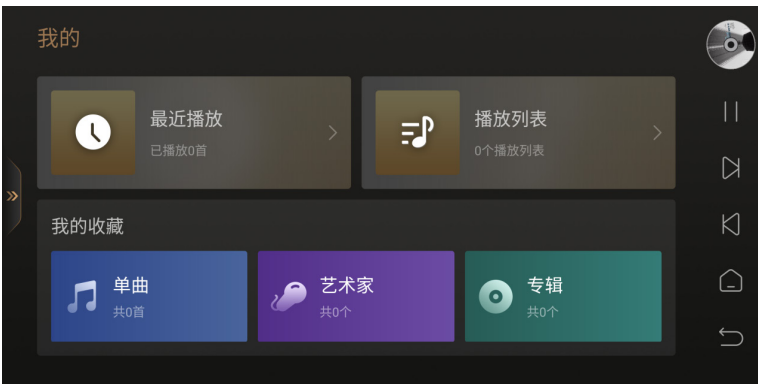 我的
最近播放
已播放0首
播放列表
0个播放列表
我的收藏
单曲
共0首
艺术家
共0个
专辑
共0个